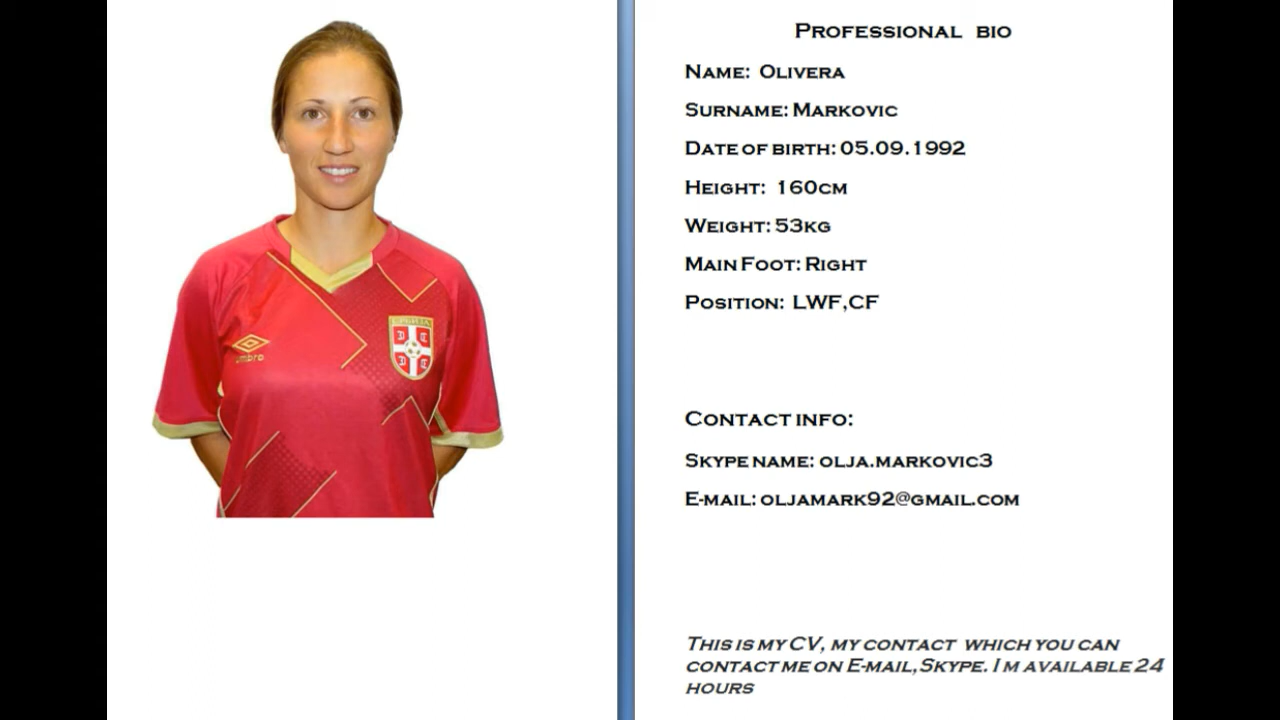 Professional bio
Name: Olivera
Surname: Markovic
Date of birth: 05.09.1992
Height: 160cm
Weight: 53kg
Main Foot: Right
Position: LWF,CF
umbro
Contact info:
Skype name: olja.markovic3
E-mail: oljamark92@gmail.com
This is my CV, my contact which you can
contact me on E-mail,Skype. I m available 24
hours